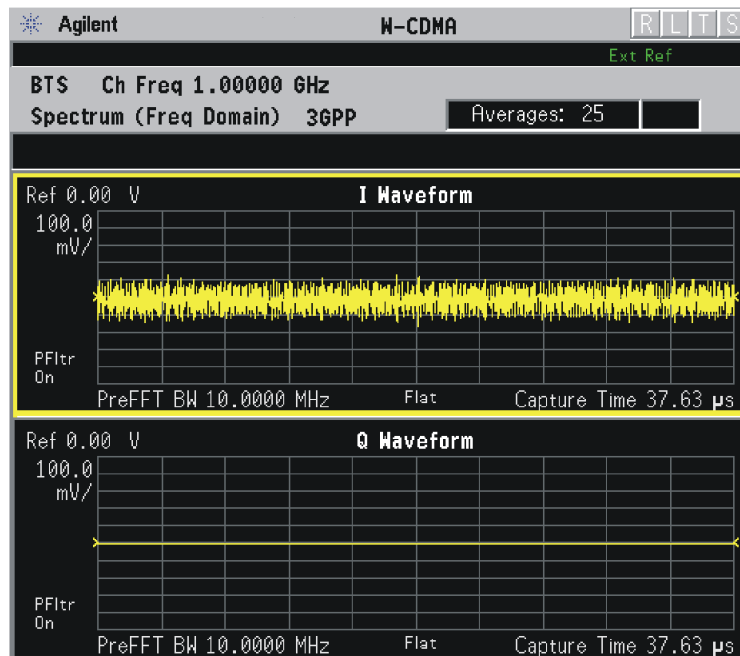 Agilent W-CDMA R L T S
Ext Ref
BTS Ch Freq 1.00000 GHz
Spectrum (Freq Domain) 3GPP Averages: 25
Ref 0.00 V I Waveform
100.0
mV/
PFltr
On
PreFFT BW 10.0000 MHz Flat Capture Time 37.63 µs
Ref 0.00 V Q Waveform
100.0
mV/
PFltr
On
PreFFT BW 10.0000 MHz Flat Capture Time 37.63 µs